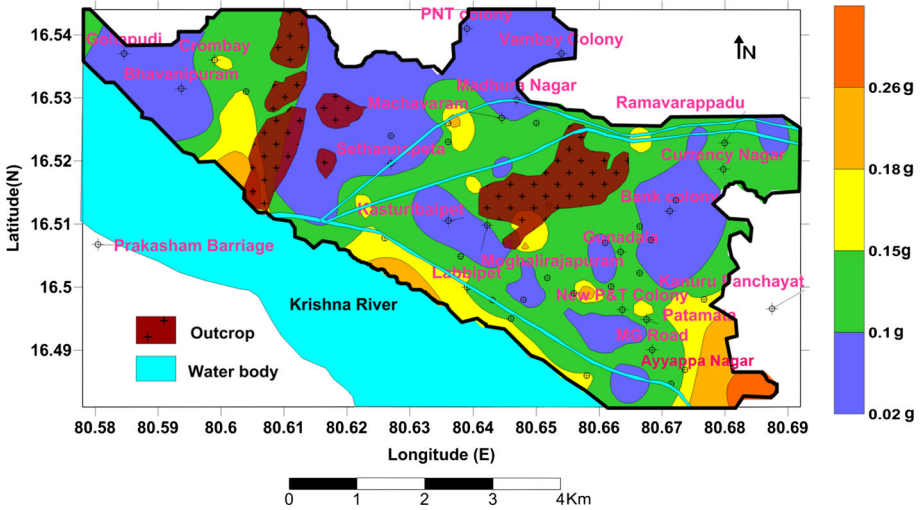 PNT colony
16.54
Gollapudi
Crombay
Vambay Colony
Bhavanipuram
Madhura Nagar
16.53
Machavaram
Ramavarappadu
0.26 g
16.52
Currency Nagar
0.18 g
Bank colony
Kasturibaipet
16.51
Gunadala
0.15g
Prakasham Barriage
Moghalirajapuram
Labbipet
Kanuru Panchayat
16.5
Krishna River
New P&T Colony
Patamata
0.1 g
Outcrop
MG Road
16.49
Water body
Ayyappa Nagar
0.02 g
Latitude(N)
N
80.58 80.59 80.60 80.61 80.62 80.63 80.64 80.65 80.66 80.67 80.68 80.69
Longitude (E)
0 1 2 3 4Km